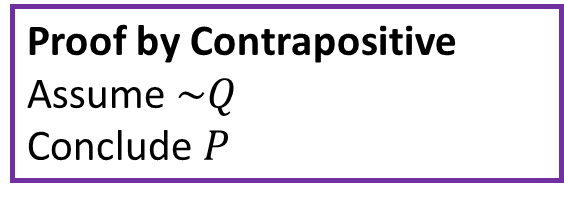 Proof by Contrapositive
Assume ~Q
Conclude P